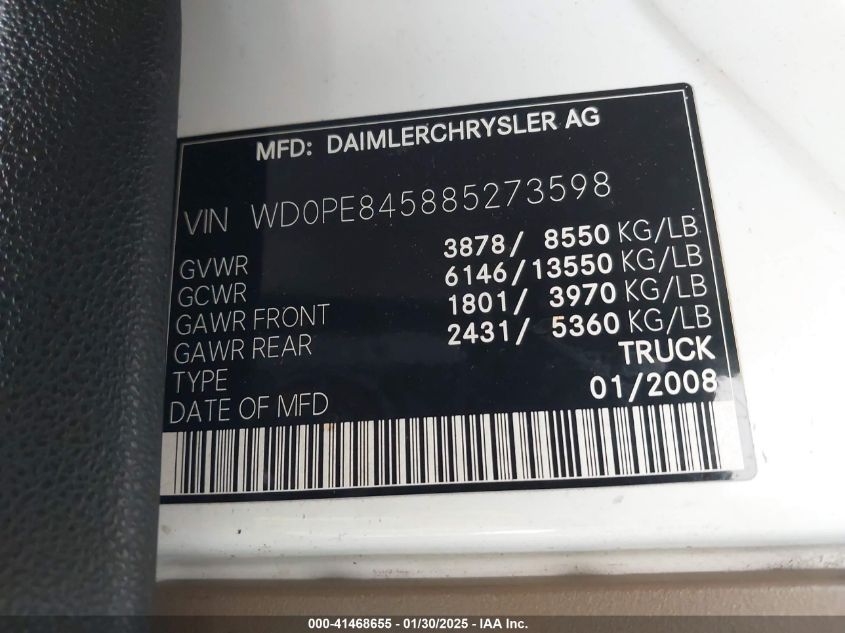 MFD: DAIMLERCHRYSLER AG
VIN WD0PE845885273598
GVWR 3878/ 8550 KG/LB
GCWR 6146/13550 KG/LB
GAWR FRONT 1801/ 3970 KG/LB
GAWR REAR 2431/ 5360 KG/LB
TYPE TRUCK
DATE OF MFD 01/2008
000-41468655 - 01/30/2025 - IAA Inc.